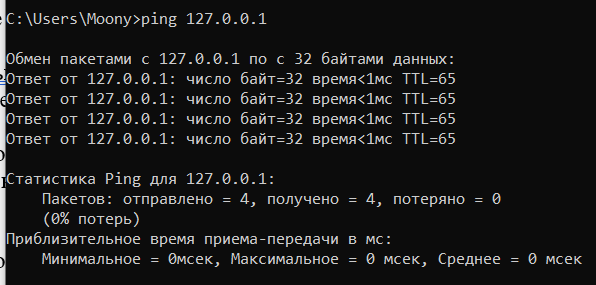 C:\Users\Moony>ping 127.0.0.1
Обмен пакетами с 127.0.0.1 по с 32 байтами данных:
Ответ от 127.0.0.1: число байт=32 время<1мс TTL=65
Ответ от 127.0.0.1: число байт=32 время<1мс TTL=65
Ответ от 127.0.0.1: число байт=32 время<1мс TTL=65
Ответ от 127.0.0.1: число байт=32 время<1мс TTL=65
Статистика Ping для 127.0.0.1:
Пакетов: отправлено = 4, получено = 4, потеряно = 0
(0% потерь)
Приблизительное время приема-передачи в мс:
Минимальное = 0мсек, Максимальное = 0 мсек, Среднее = 0 мсек